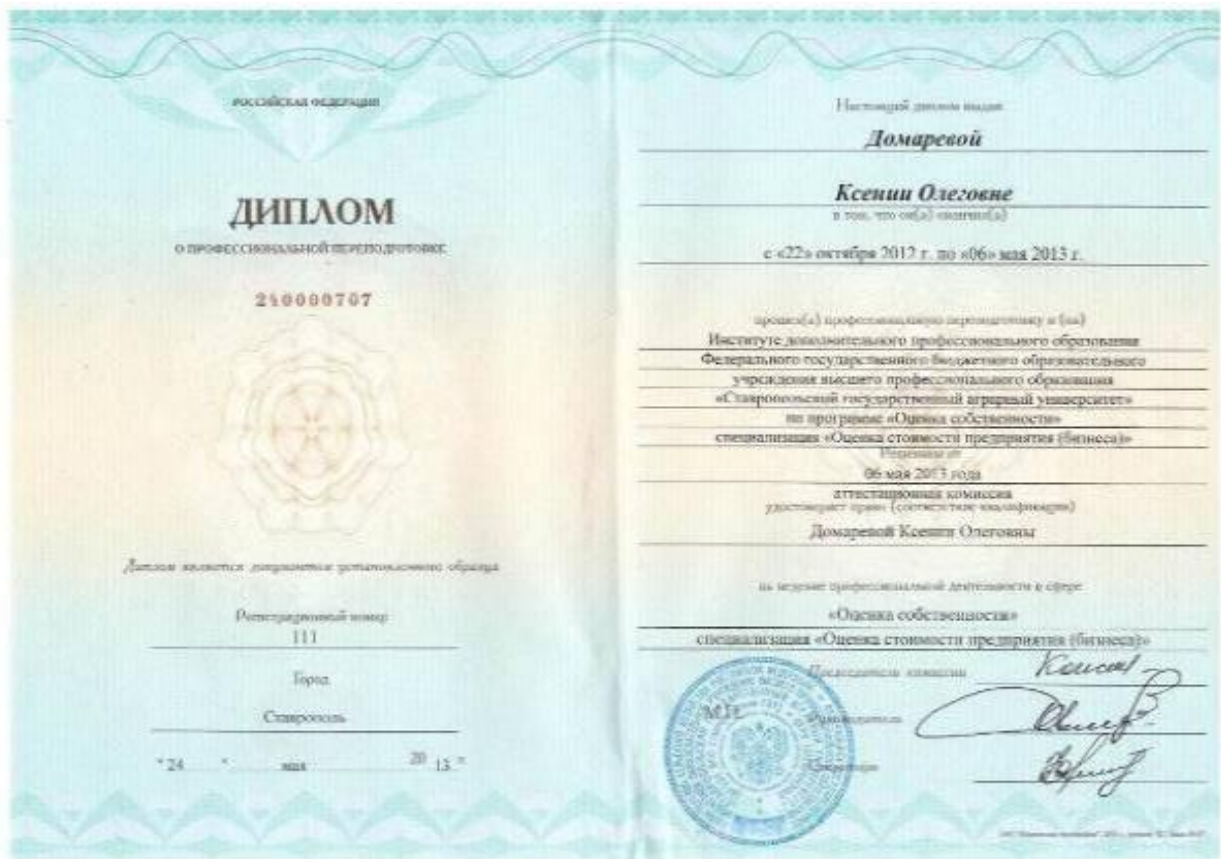 РОССИЙСКАЯ ФЕДЕРАЦИЯ
ДИПЛОМ
О ПРОФЕССИОНАЛЬНОЙ ПЕРЕПОДГОТОВКЕ
240000707
Диплом является документом установленного образца
Регистрационный номер
111
Город
Ставрополь
"24 " мая 20 13 г
Настоящий диплом выдан
Домаревой
Ксении Олеговне
в том, что он(а) окончил(а)
с «22» октября 2012 г. по «06» мая 2013 г.
прошел(а) профессиональную переподготовку в (на)
Институте дополнительного профессионального образования
Федерального государственного бюджетного образовательного
учреждения высшего профессионального образования
«Ставропольский государственный аграрный университет»
по программе «Оценка собственности»
специализация «Оценка стоимости предприятия (бизнеса)»
Решением от
06 мая 2013 года
аттестационная комиссия
удостоверяет право (соответствие квалификации)
Домаревой Ксении Олеговны
на ведение профессиональной деятельности в сфере
«Оценка собственности»
специализация «Оценка стоимости предприятия (бизнеса)»
Председатель комиссии
М.П. Руководитель
Секретарь